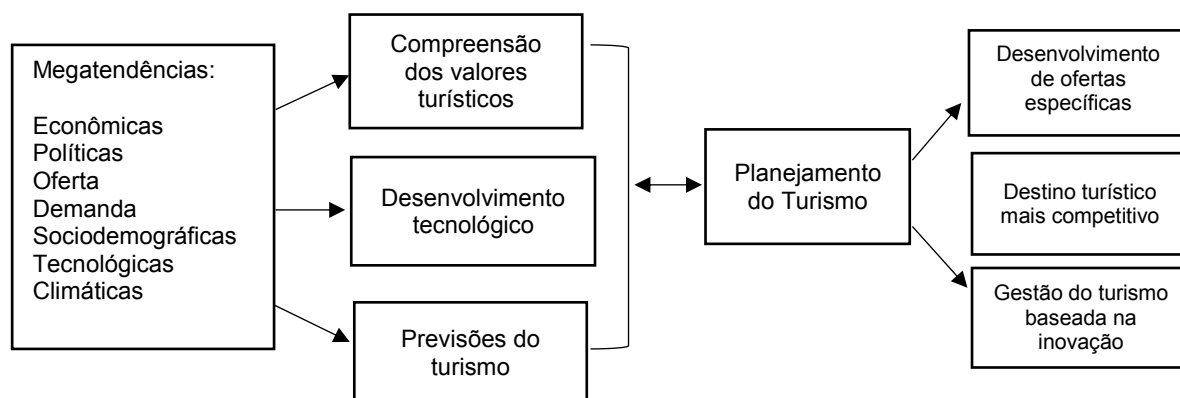 Megatendências:
Econômicas
Políticas
Oferta
Demanda
Sociodemográficas
Tecnológicas
Climáticas
Compreensão
dos valores
turísticos
Desenvolvimento
tecnológico
Previsões do
turismo
Planejamento
do Turismo
Desenvolvimento
de ofertas
específicas
Destino turístico
mais competitivo
Gestão do turismo
baseada na
inovação